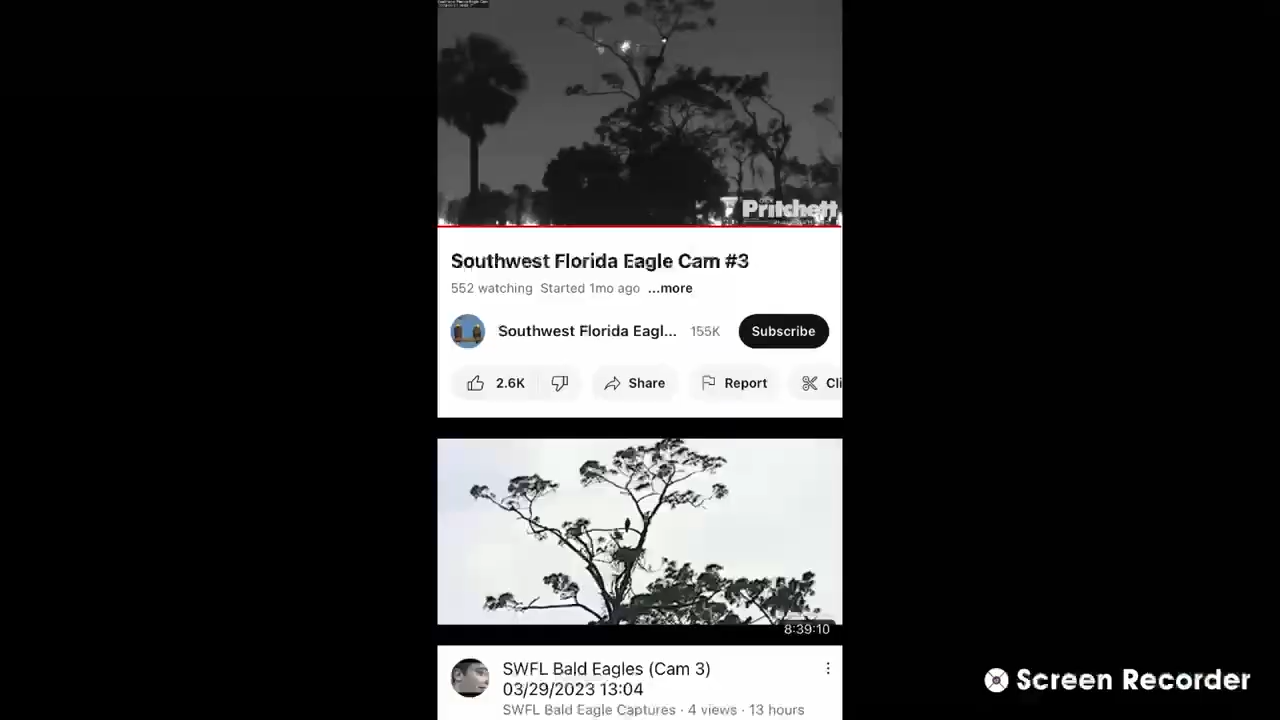 Pritchett
Southwest Florida Eagle Cam #3
552 watching Started 1mo ago ...more
Southwest Florida Eagl... 155K Subscribe
2.6K Share Report Cli
8:39:10
SWFL Bald Eagles (Cam 3)
03/29/2023 13:04
SWFL Bald Eagle Captures · 4 views · 13 hours
Screen Recorder